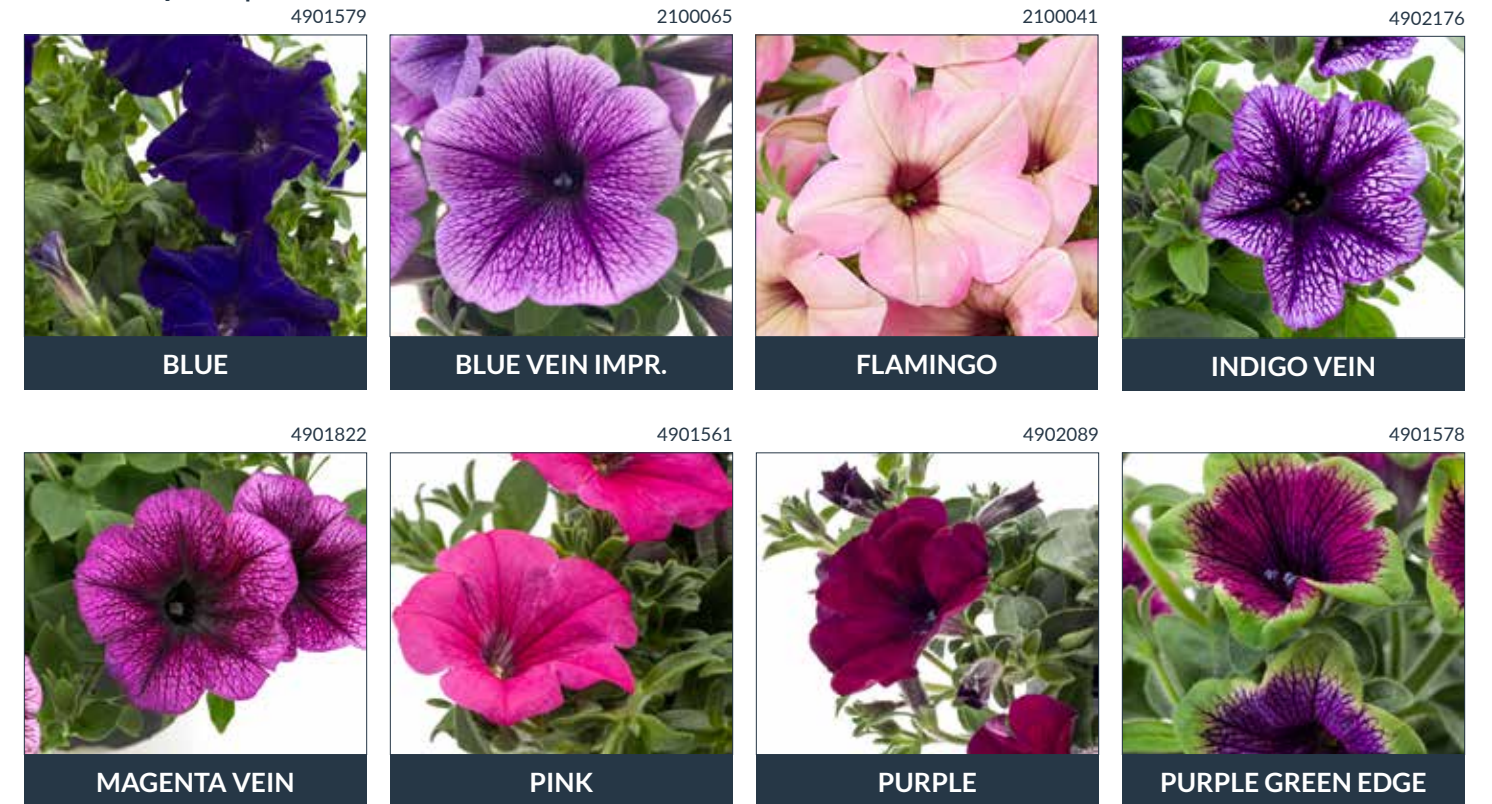 4901579
2100065
2100041
4902176
BLUE
BLUE VEIN IMPR.
FLAMINGO
INDIGO VEIN
4901822
4901561
4902089
4901578
MAGENTA VEIN
PINK
PURPLE
PURPLE GREEN EDGE